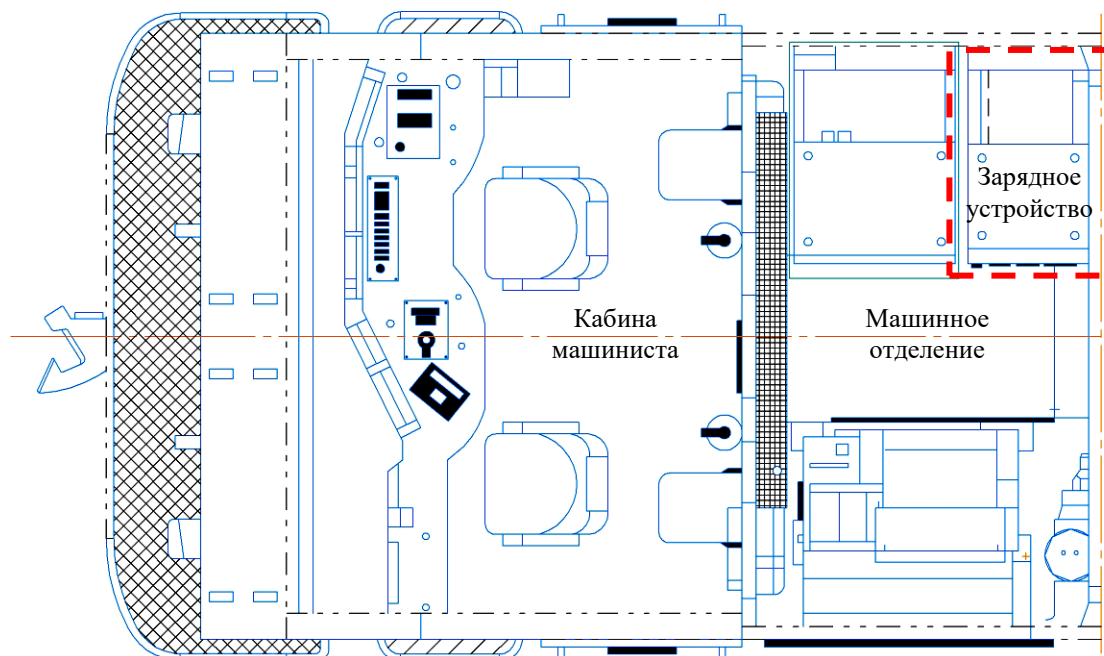 Зарядное
устройство
Кабина
машиниста
Машинное
отделение